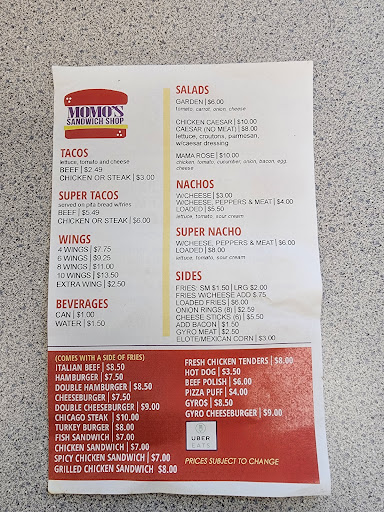 MOMO'S
SANDWICH SHOP
TACOS
lettuce, tomato and cheese
BEEF | $2.49
CHICKEN OR STEAK | $3.00
SUPER TACOS
served on pita bread w/fries
BEEF | $5.49
CHICKEN OR STEAK | $6.00
WINGS
4 WINGS | $7.75
6 WINGS | $9.25
8 WINGS | $11.00
10 WINGS | $13.50
EXTRA WING | $2.50
BEVERAGES
CAN | $1.00
WATER | $1.50
SALADS
GARDEN | $6.00
tomato, carrot, onion, cheese
CHICKEN CAESAR | $10.00
CAESAR (NO MEAT) | $8.00
lettuce, croutons, parmesan,
w/caesar dressing
MAMA ROSE | $10.00
chicken, tomato, cucumber, onion, bacon, egg,
cheese
NACHOS
W/CHEESE | $3.00
W/CHEESE, PEPPERS & MEAT | $4.00
LOADED | $5.50
lettuce, tomato, sour cream
SUPER NACHO
W/CHEESE, PEPPERS & MEAT | $6.00
LOADED | $8.00
lettuce, tomato, sour cream
SIDES
FRIES: SM $1.50 | LRG $2.00
FRIES W/CHEESE ADD $.75
LOADED FRIES | $6.00
ONION RINGS (8) | $2.59
CHEESE STICKS (6) | $5.50
ADD BACON | $1.50
GYRO MEAT | $2.50
ELOTE/MEXICAN CORN | $3.00
(COMES WITH A SIDE OF FRIES)
ITALIAN BEEF | $8.50
HAMBURGER | $7.50
DOUBLE HAMBURGER | $8.50
CHEESEBURGER | $7.50
DOUBLE CHEESEBURGER | $9.00
CHICAGO STEAK | $10.00
TURKEY BURGER | $8.00
FISH SANDWICH | $7.00
CHICKEN SANDWICH | $7.00
SPICY CHICKEN SANDWICH | $7.00
GRILLED CHICKEN SANDWICH $8.00
FRESH CHICKEN TENDERS | $8.00
HOT DOG | $3.50
BEEF POLISH | $6.00
PIZZA PUFF | $4.00
GYROS | $8.50
GYRO CHEESEBURGER | $9.00
UBER
EATS
PRICES SUBJECT TO CHANGE